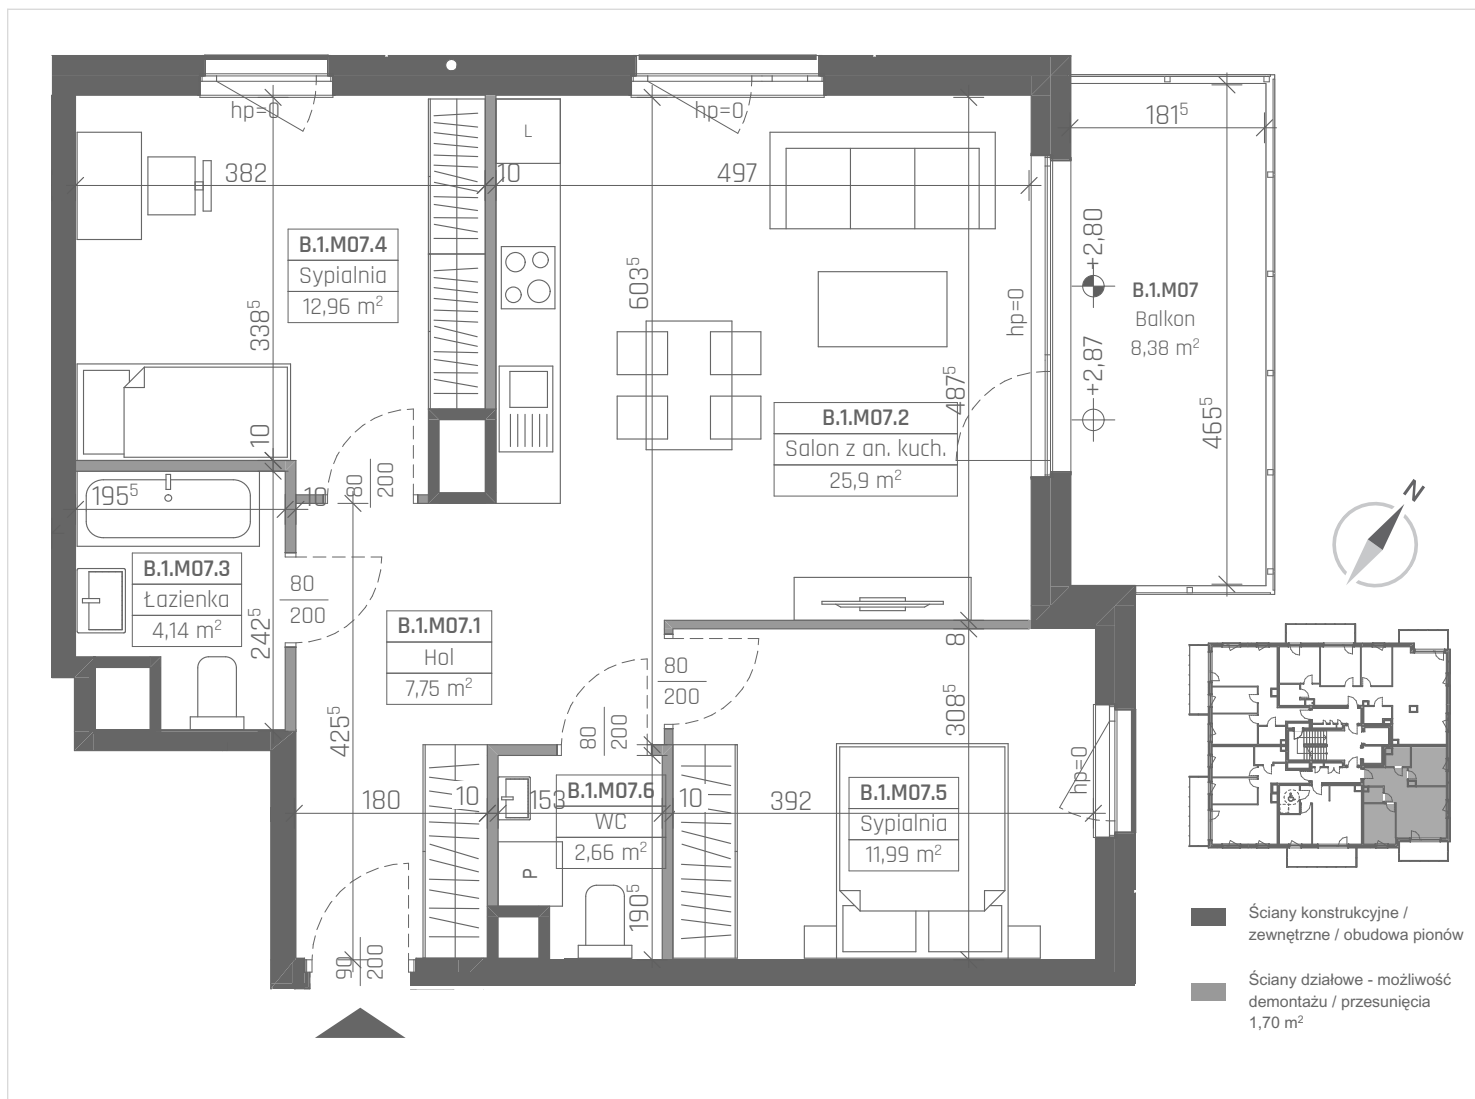 hp=0
hp=0
L
181⁵
382
10
497
B.1.M07.4
Sypialnia
12,96 m²
+2,80
603⁵
338⁵
hp=0
B.1.M07
Balkon
8,38 m²
+2,87
487⁵
465⁵
B.1.M07.2
Salon z an. kuch.
25,9 m²
10
80
200
195⁵
10
N
B.1.M07.3
Łazienka
4,14 m²
80
200
242⁵
B.1.M07.1
Hol
7,75 m²
8
80
200
308⁵
425⁵
80
200
hp=0
180
10
153
B.1.M07.6
WC
2,66 m²
10
392
B.1.M07.5
Sypialnia
11,99 m²
P
190⁵
90
200
Ściany konstrukcyjne /
zewnętrzne / obudowa pionów
Ściany działowe - możliwość
demontażu / przesunięcia
1,70 m²